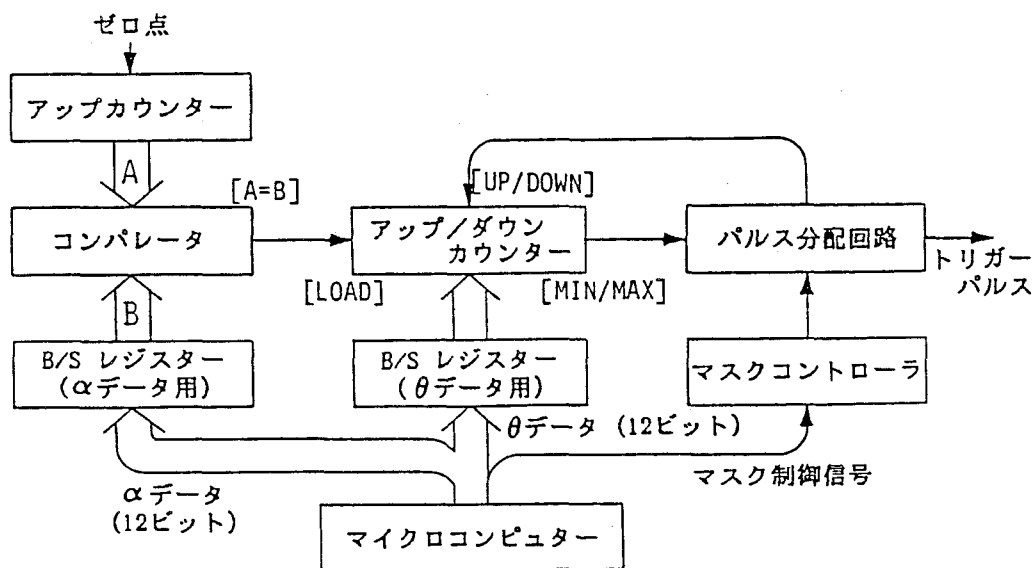 ゼロ点
アップカウンター
A
[A=B]
[UP/DOWN]
コンパレータ
アップ／ダウン
カウンター
パルス分配回路
トリガー
パルス
[LOAD]
[MIN/MAX]
B
B/S レジスター
(αデータ用)
B/S レジスター
(θデータ用)
マスクコントローラ
θデータ (12ビット)
マスク制御信号
αデータ
(12ビット)
マイクロコンピュター